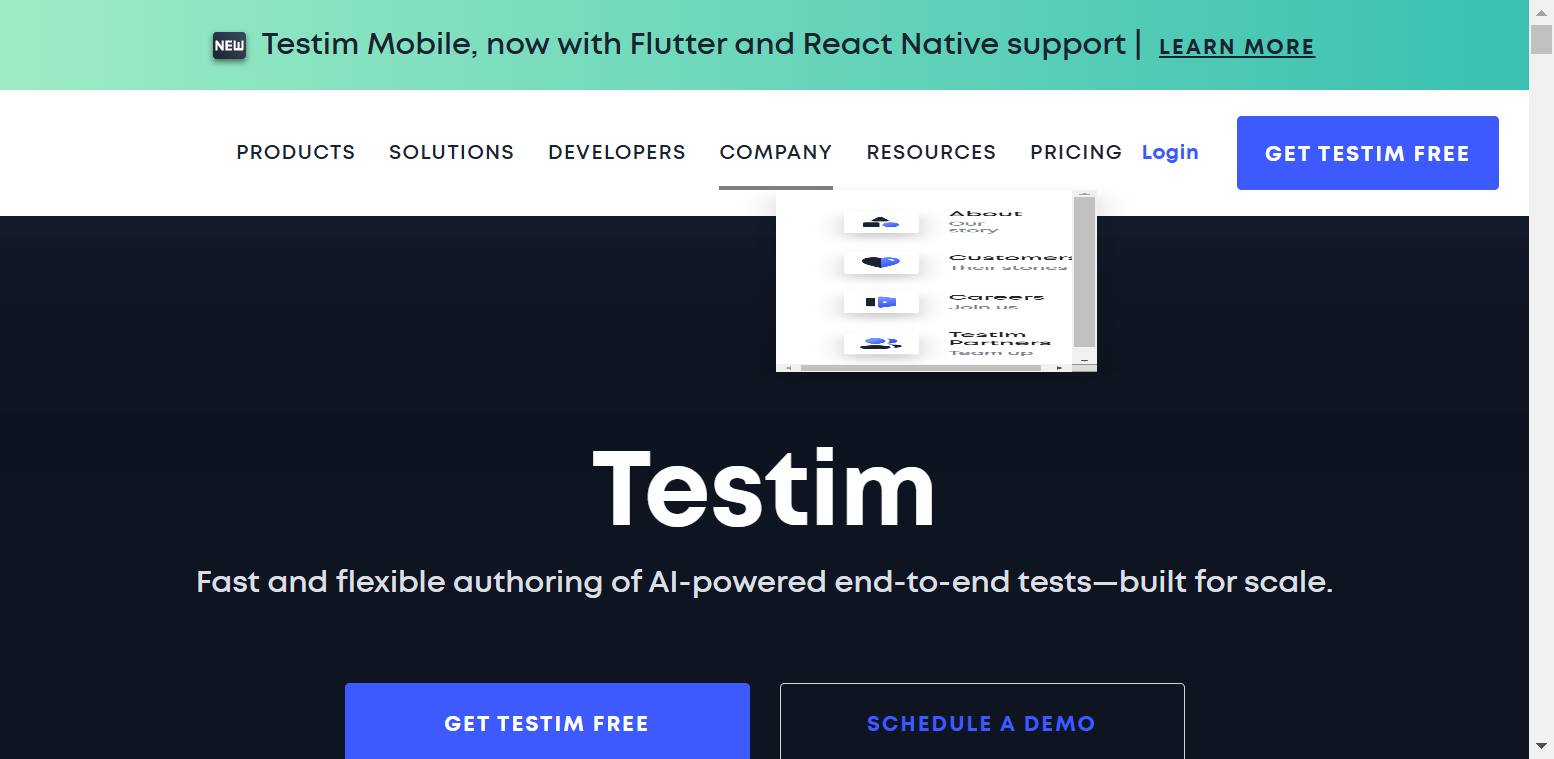 NEW Testim Mobile, now with Flutter and React Native support | LEARN MORE
PRODUCTS SOLUTIONS DEVELOPERS COMPANY RESOURCES PRICING Login GET TESTIM FREE
About
Our
story
Customers
Their stories
Careers
Join us
Testim
Partners
Team up
Testim
Fast and flexible authoring of AI-powered end-to-end tests—built for scale.
GET TESTIM FREE SCHEDULE A DEMO